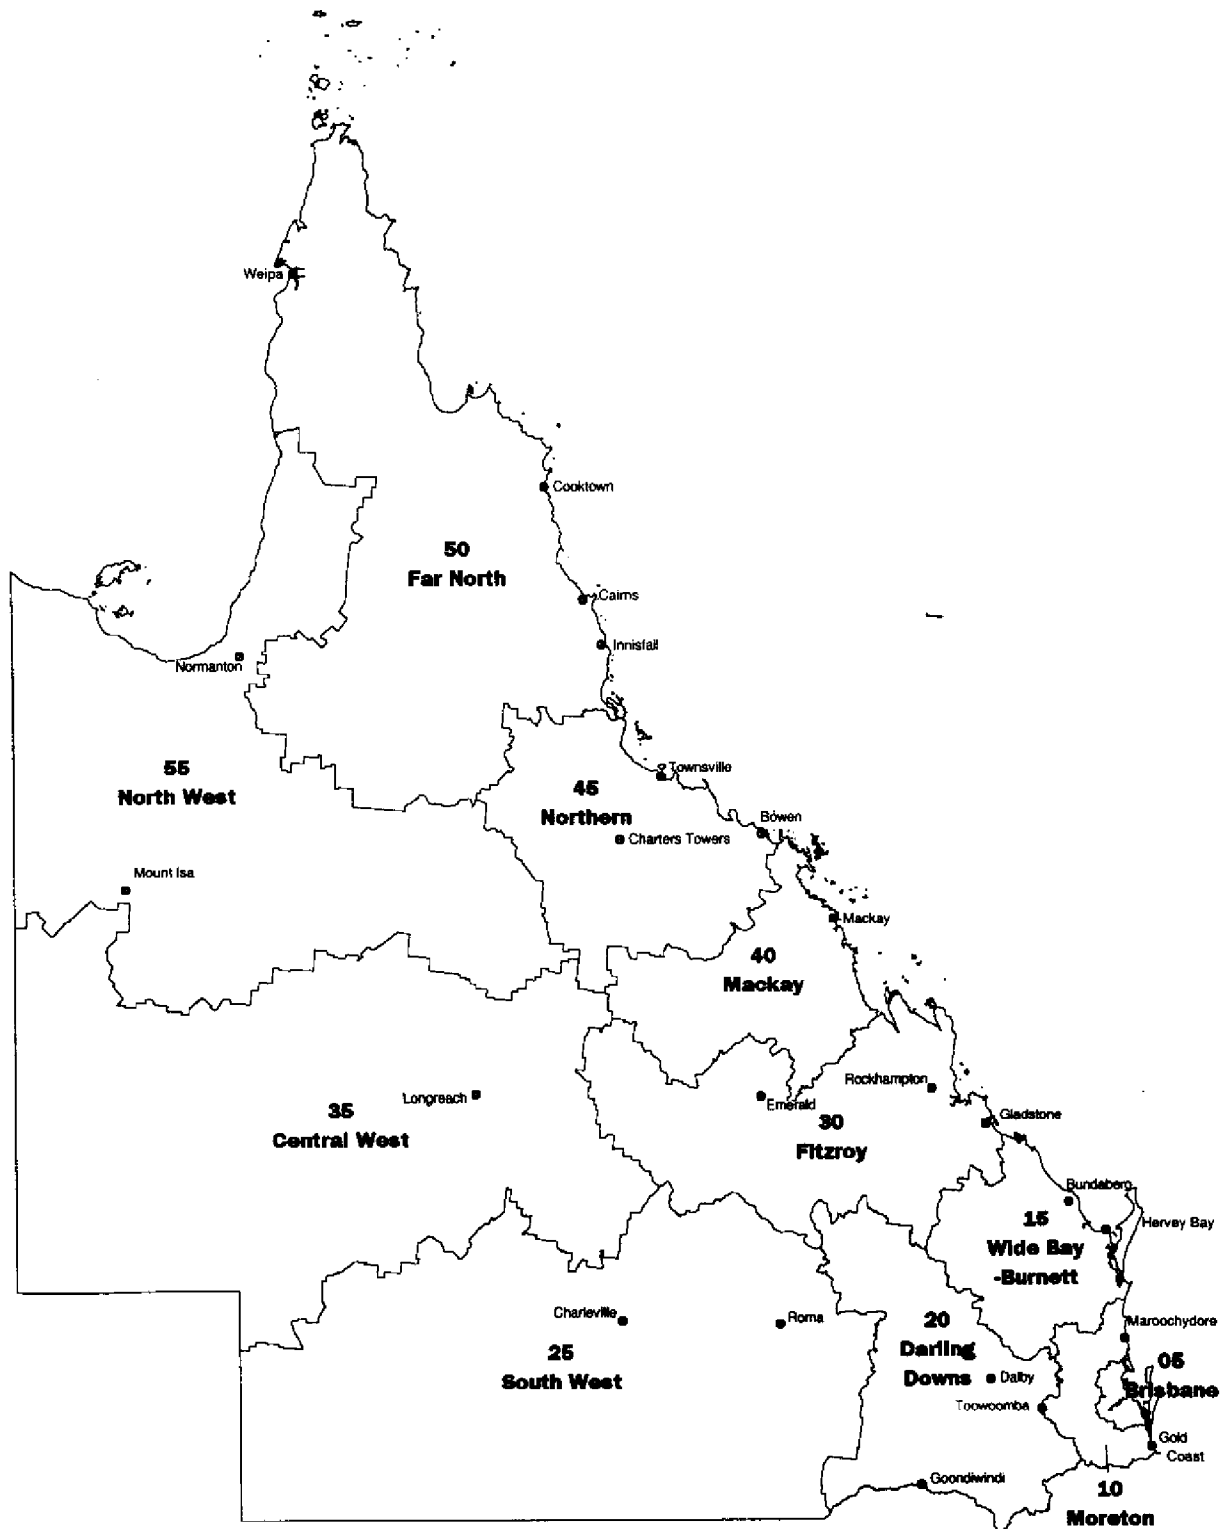 Weipa
Cooktown
50
Far North
Cairns
Innisfail
Normanton
55
North West
Townsville
45
Northern
Bowen
Charters Towers
Mount Isa
Mackay
40
Mackay
Rockhampton
Longreach
Emerald
35
Central West
30
Fitzroy
Gladstone
Bundaberg
15
Wide Bay
-Burnett
Hervey Bay
Charleville
Roma
20
Darling
Downs
Maroochydore
25
South West
05
Brisbane
Dalby
Toowoomba
Gold
Coast
Goondiwindi
10
Moreton